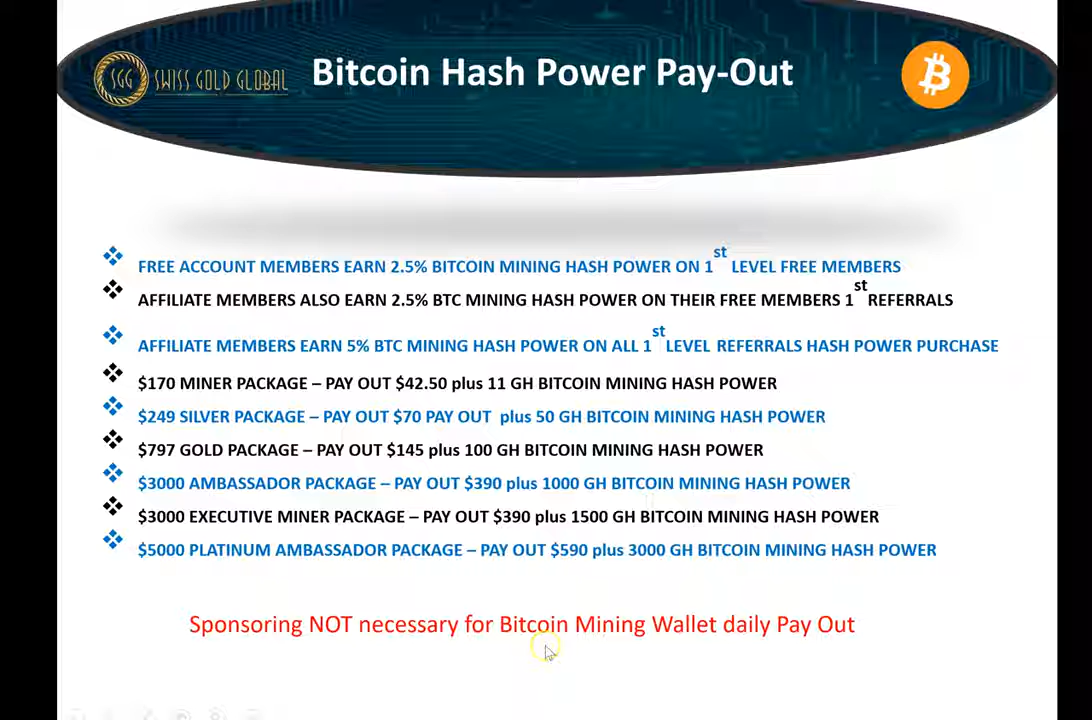 SGG SWISS GOLD GLOBAL
Bitcoin Hash Power Pay-Out
FREE ACCOUNT MEMBERS EARN 2.5% BITCOIN MINING HASH POWER ON 1st LEVEL FREE MEMBERS
AFFILIATE MEMBERS ALSO EARN 2.5% BTC MINING HASH POWER ON THEIR FREE MEMBERS 1st REFERRALS
AFFILIATE MEMBERS EARN 5% BTC MINING HASH POWER ON ALL 1st LEVEL REFERRALS HASH POWER PURCHASE
$170 MINER PACKAGE – PAY OUT $42.50 plus 11 GH BITCOIN MINING HASH POWER
$249 SILVER PACKAGE – PAY OUT $70 PAY OUT plus 50 GH BITCOIN MINING HASH POWER
$797 GOLD PACKAGE – PAY OUT $145 plus 100 GH BITCOIN MINING HASH POWER
$3000 AMBASSADOR PACKAGE – PAY OUT $390 plus 1000 GH BITCOIN MINING HASH POWER
$3000 EXECUTIVE MINER PACKAGE – PAY OUT $390 plus 1500 GH BITCOIN MINING HASH POWER
$5000 PLATINUM AMBASSADOR PACKAGE – PAY OUT $590 plus 3000 GH BITCOIN MINING HASH POWER
Sponsoring NOT necessary for Bitcoin Mining Wallet daily Pay Out